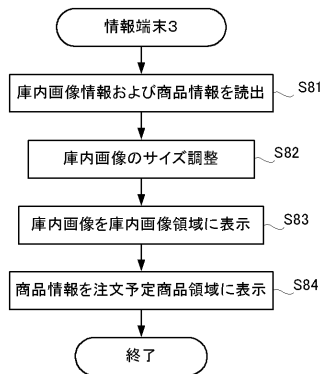 情報端末3
庫内画像情報および商品情報を読出
S81
庫内画像のサイズ調整
S82
庫内画像を庫内画像領域に表示
S83
商品情報を注文予定商品領域に表示
S84
終了